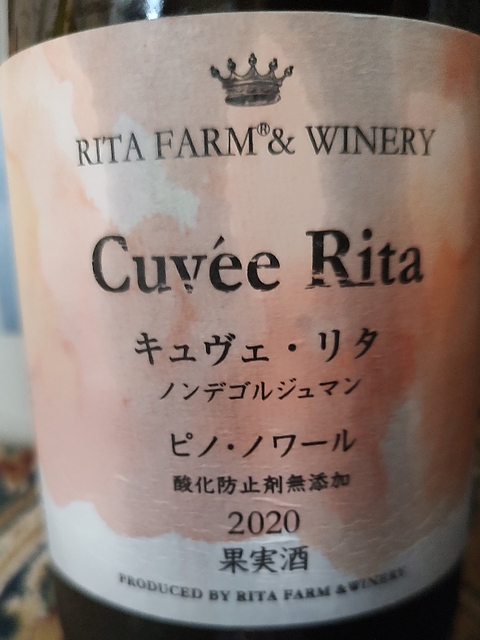 RITA FARM® & WINERY
Cuvée Rita
キュヴェ・リタ
ノンデゴルジュマン
ピノ・ノワール
酸化防止剤無添加
2020
果実酒
PRODUCED BY RITA FARM & WINERY